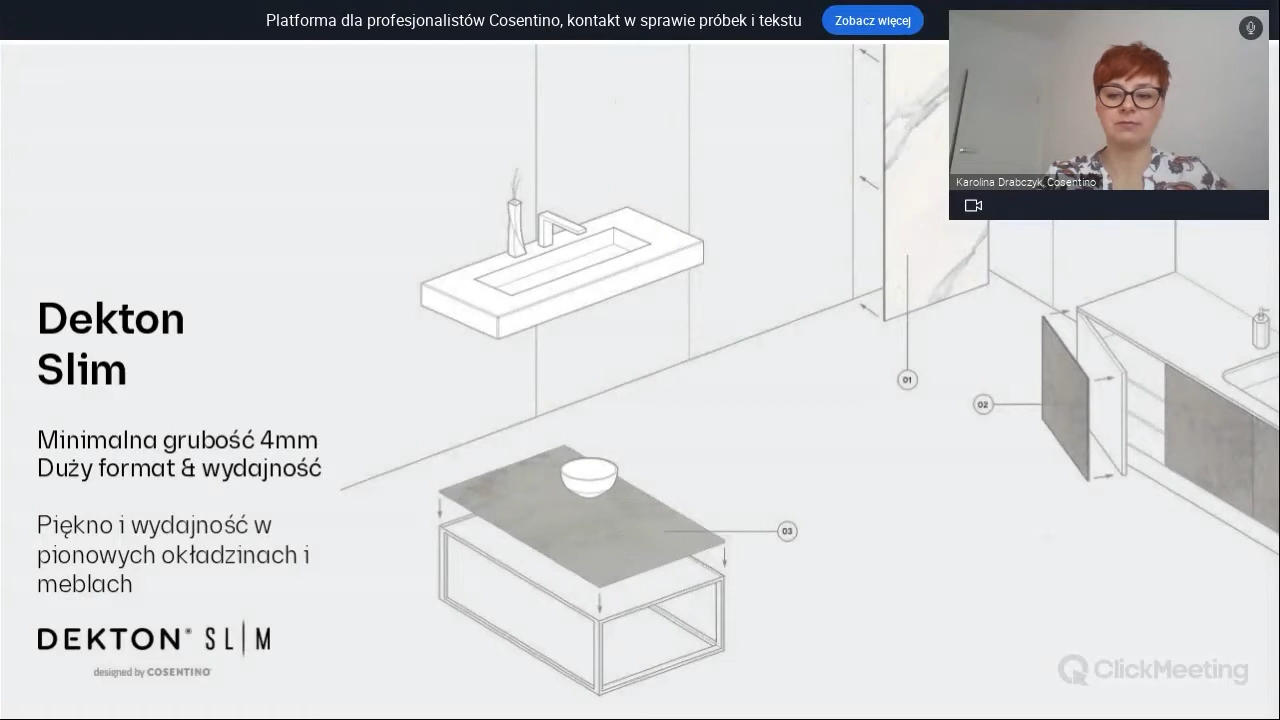 Platforma dla profesjonalistów Cosentino, kontakt w sprawie próbek i tekstu
Zobacz więcej
Karolina Drabczyk, Cosentino
Dekton
Slim
Minimalna grubość 4mm
Duży format & wydajność
Piękno i wydajność w
pionowych okładzinach i
meblach
DEKTON® SLIM
designed by COSENTINO®
01
02
03
ClickMeeting